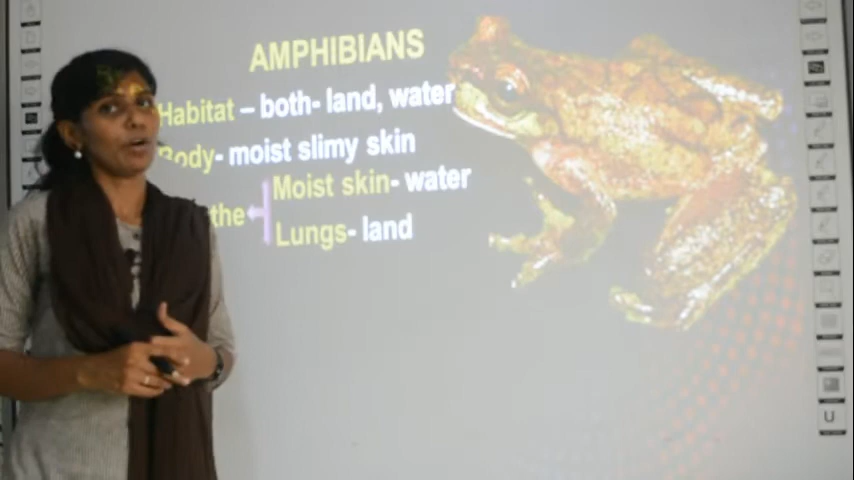 AMPHIBIANS
Habitat – both- land, water
Body- moist slimy skin
Moist skin- water
the
Lungs- land
U